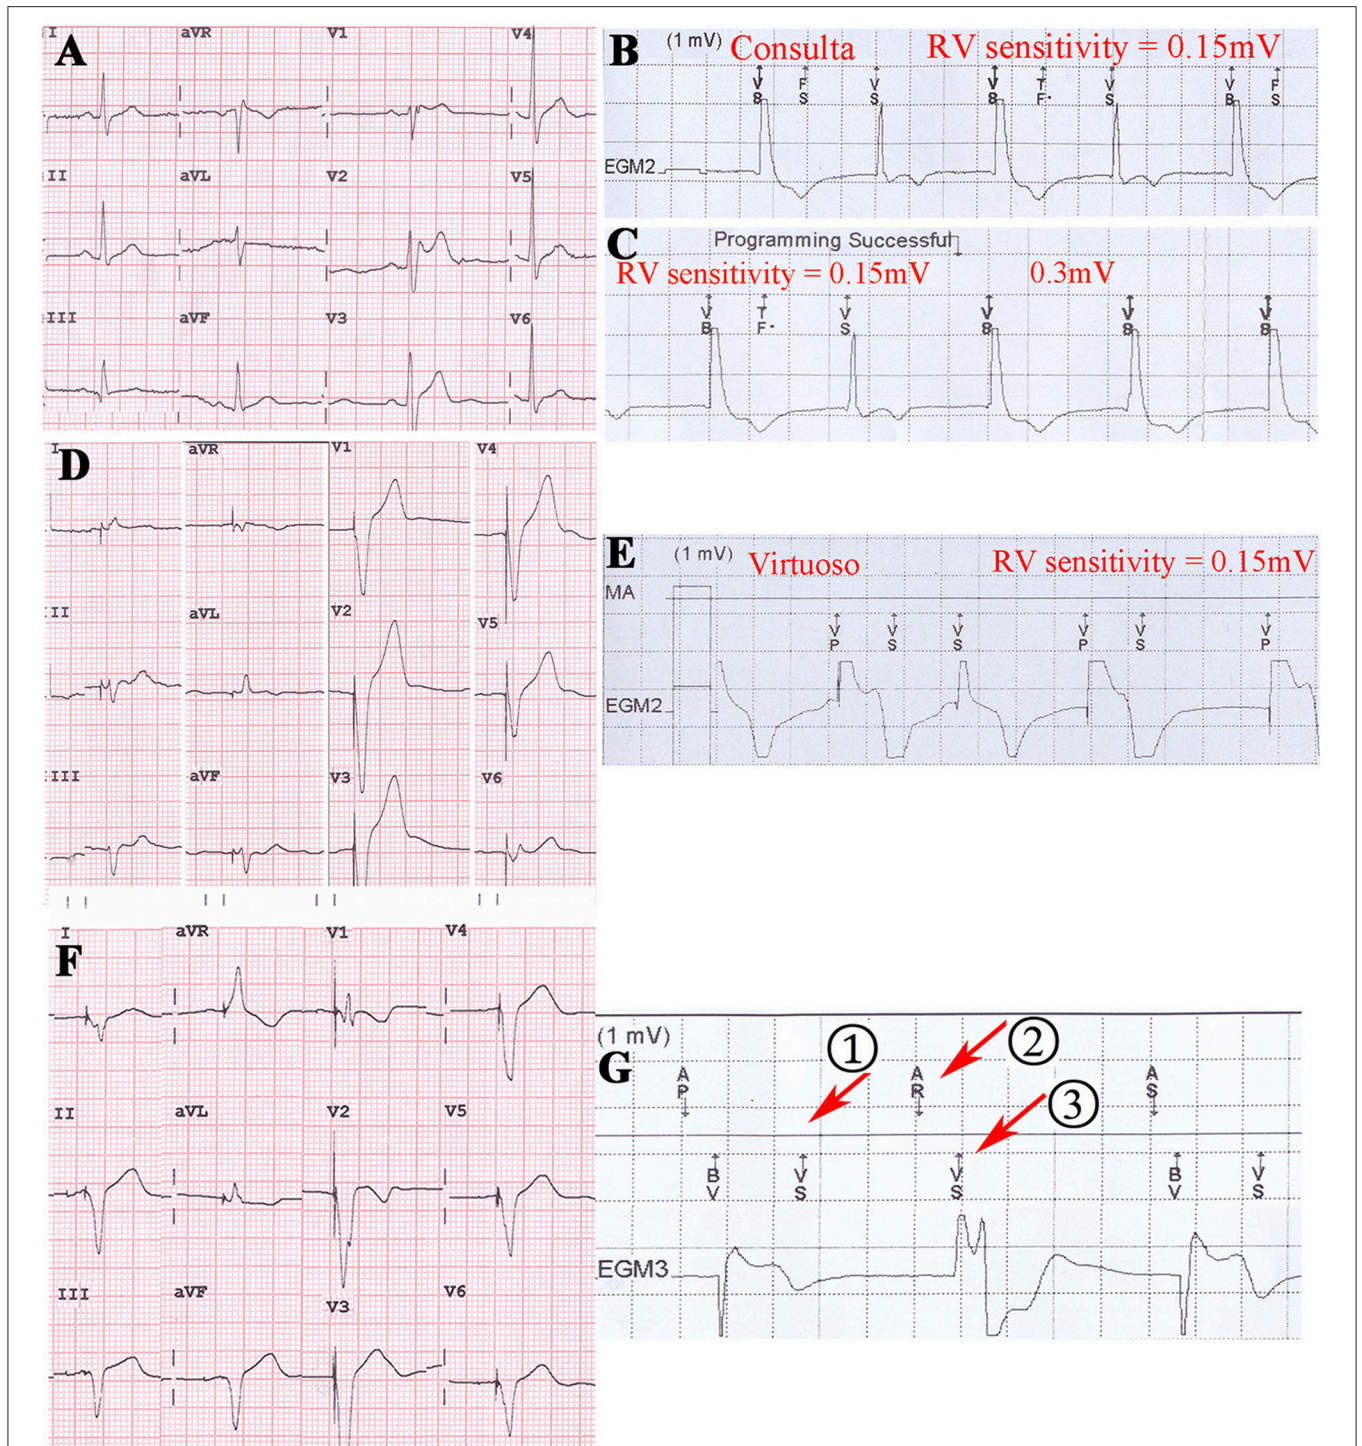 A
I aVR V1 V4
II aVL V2 V5
III aVF V3 V6
B (1 mV) Consulta RV sensitivity = 0.15mV
F T F
S F· S
V V V
S S B
EGM2
C Programming Successful
RV sensitivity = 0.15mV 0.3mV
V T V
B F· S
D
I aVR V1 V4
II aVL V2 V5
III aVF V3 V6
E (1 mV) Virtuoso RV sensitivity = 0.15mV
MA
V V V V V V
P S S P S P
EGM2
F
I aVR V1 V4
II aVL V2 V5
III aVF V3 V6
(1 mV) ① ②
G A A A
P R S
③
B V V B V
V S S V S
EGM3